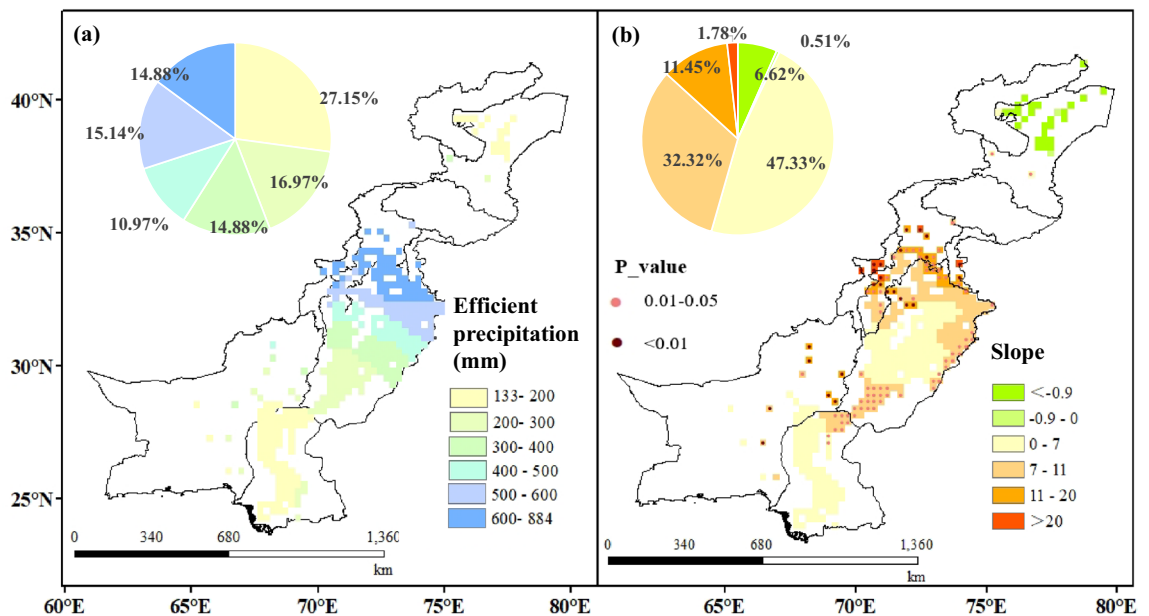 (a)
14.88%
27.15%
15.14%
16.97%
10.97%
14.88%
Efficient
precipitation
(mm)
133- 200
200- 300
300- 400
400 - 500
500 - 600
600- 884
0 340 680 1,360
km
(b)
1.78%
0.51%
11.45%
6.62%
32.32%
47.33%
P_value
0.01-0.05
<0.01
Slope
<-0.9
-0.9 - 0
0 - 7
7 - 11
11 - 20
>20
0 340 680 1,360
km
40°N
35°N
30°N
25°N
60°E 65°E 70°E 75°E 80°E 65°E 70°E 75°E 80°E